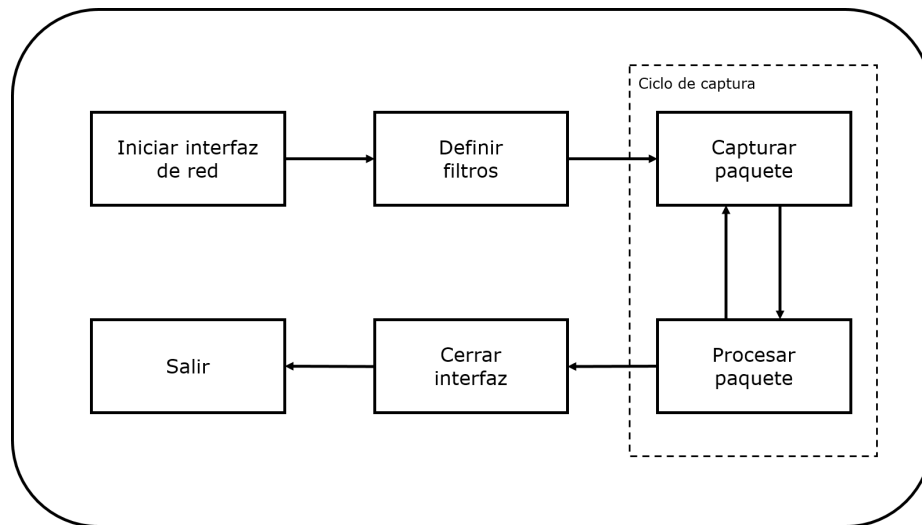 Ciclo de captura
Iniciar interfaz
de red
Definir
filtros
Capturar
paquete
Salir
Cerrar
interfaz
Procesar
paquete